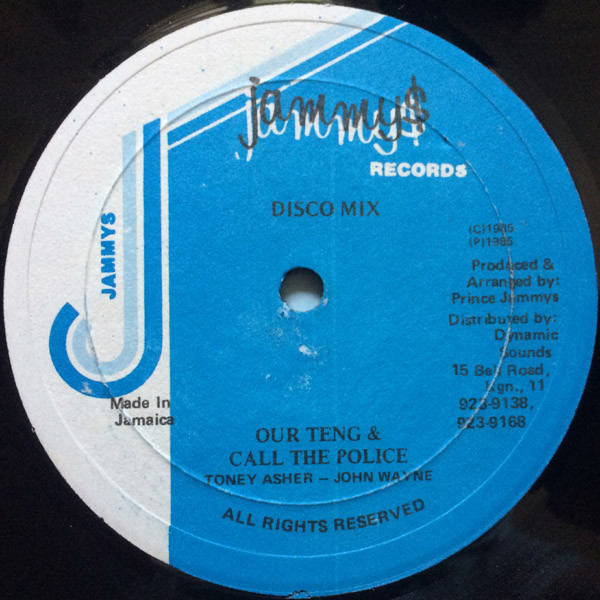 jammy$
RECORDS
DISCO MIX
JAMMYS
(C)1985
(P)1985
Produced &
Arranged by:
Prince Jammys
Distributed by:
Dynamic
Sounds
15 Bell Road,
Kgn., 11
923-9138,
923-9168
Made In
Jamaica
OUR TENG &
CALL THE POLICE
TONEY ASHER – JOHN WAYNE
ALL RIGHTS RESERVED